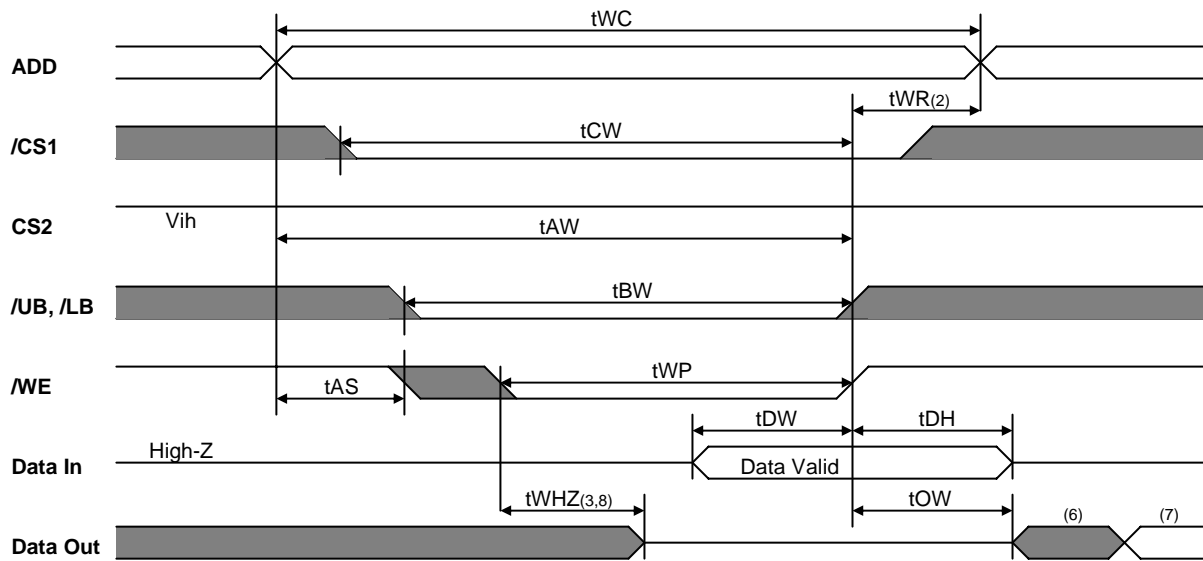 tWC
ADD
tWR(2)
/CS1
tCW
CS2
Vih
tAW
/UB, /LB
tBW
/WE
tAS
tWP
tDW
tDH
Data In
High-Z
Data Valid
tWHZ(3,8)
tOW
Data Out
(6)
(7)